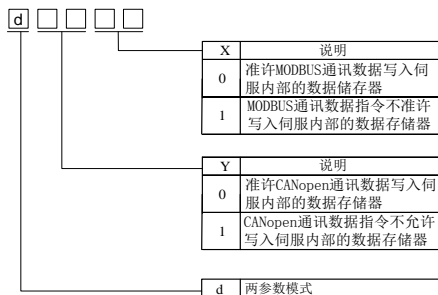 d
X 说明
0 准许MODBUS通讯数据写入伺
服内部的数据储存器
1 MODBUS通讯数据指令不准许
写入伺服内部的数据存储器
Y 说明
0 准许CANopen通讯数据写入伺
服内部的数据存储器
1 CANopen通讯数据指令不允许
写入伺服内部的数据存储器
d 两参数模式